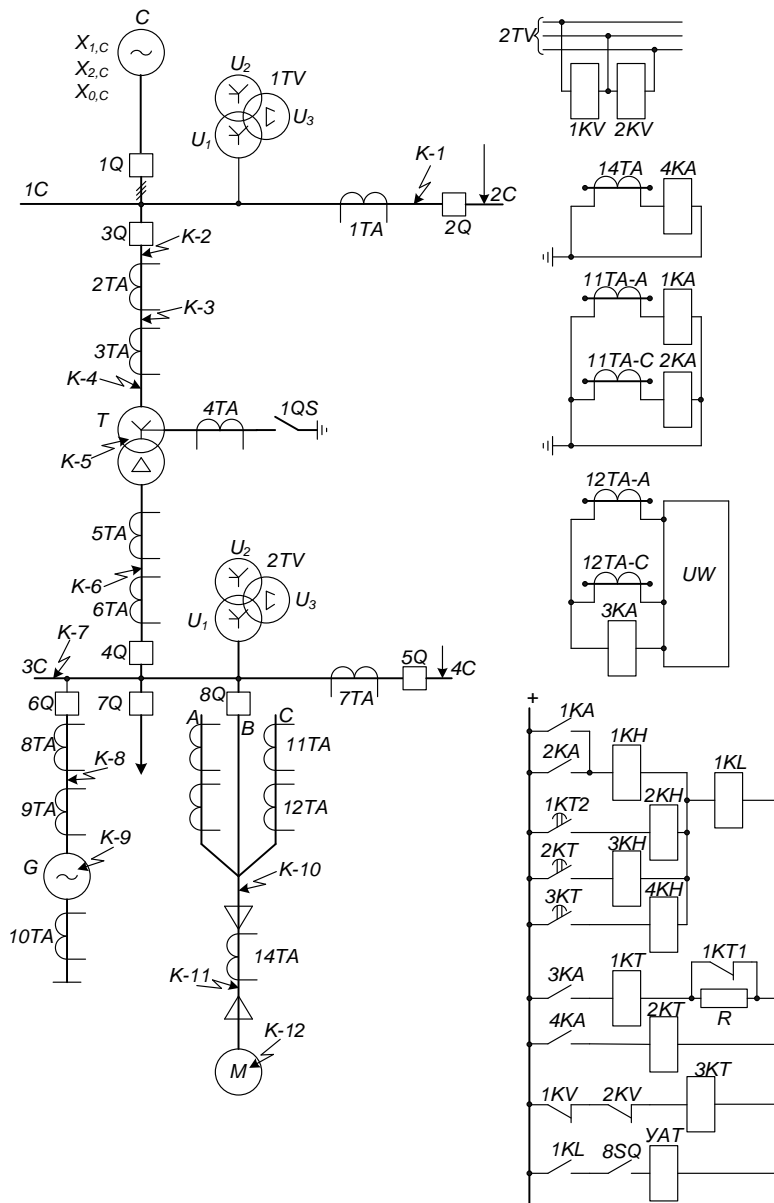 C
X1,C
X2,C
X0,C
U2
1TV
U1
U3
1Q
K-1
1C
2C
1TA
2Q
3Q
K-2
2TA
K-3
3TA
K-4
T
4TA
1QS
K-5
5TA
K-6
6TA
U2
2TV
U1
U3
K-7
4Q
3C
5Q
4C
7TA
6Q
7Q
8Q
A
B
C
8TA
11TA
K-8
9TA
12TA
K-9
G
K-10
10TA
14TA
K-11
K-12
M
2TV
1KV
2KV
14TA
4KA
11TA-A
1KA
11TA-C
2KA
12TA-A
12TA-C
UW
3KA
+
1KA
1KH
2KA
1KL
1KT2
2KH
2KT
3KH
3KT
4KH
1KT1
3KA
1KT
R
4KA
2KT
1KV
2KV
3KT
1KL
8SQ
УАТ